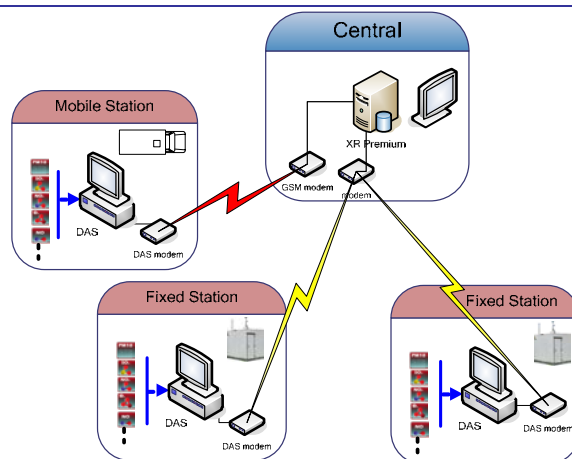 Central
XR Premium
GSM modem
modem
Mobile Station
DAS
DAS modem
Fixed Station
DAS
DAS modem
Fixed Station
DAS
DAS modem